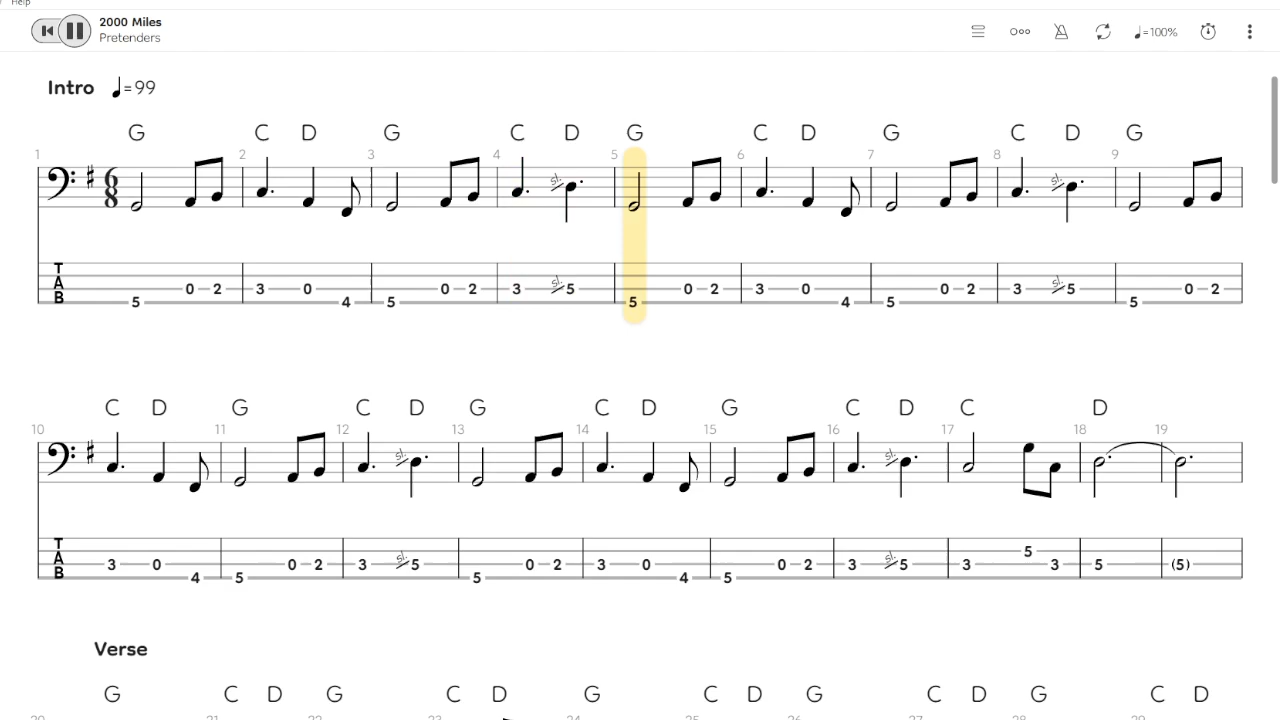 Help
2000 Miles
Pretenders
♩=100%
Intro ♩=99
G C D G C D G C D G C D G
1 2 3 4 5 6 7 8 9
6
8
sl. sl.
T
A
B
5 0 2 3 0 4 5 0 2 3 sl. 5 5 0 2 3 0 4 5 0 2 3 sl. 5 5 0 2
C D G C D G C D G C D C D
10 11 12 13 14 15 16 17 18 19
sl. sl.
T
A
B
3 0 4 5 0 2 3 sl. 5 5 0 2 3 0 4 5 0 2 3 sl. 5 3 5 3 5 (5)
Verse
G C D G C D G C D G C D G C D